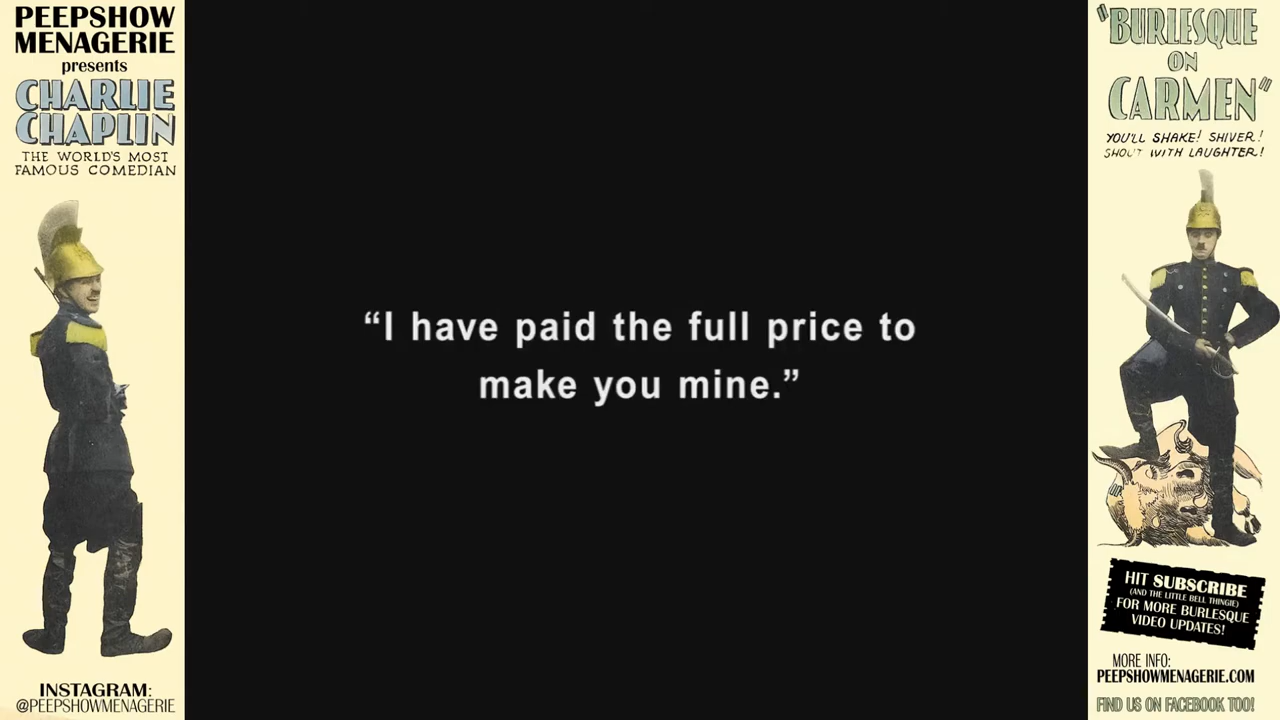 PEEPSHOW
MENAGERIE
presents
CHARLIE
CHAPLIN
THE WORLD'S MOST
FAMOUS COMEDIAN
INSTAGRAM:
@PEEPSHOWMENAGERIE
“I have paid the full price to
make you mine.”
"BURLESQUE
ON
CARMEN"
YOU'LL SHAKE! SHIVER!
SHOUT WITH LAUGHTER!
HIT SUBSCRIBE
(AND THE LITTLE BELL THINGIE)
FOR MORE BURLESQUE
VIDEO UPDATES!
MORE INFO:
PEEPSHOWMENAGERIE.COM
FIND US ON FACEBOOK TOO!